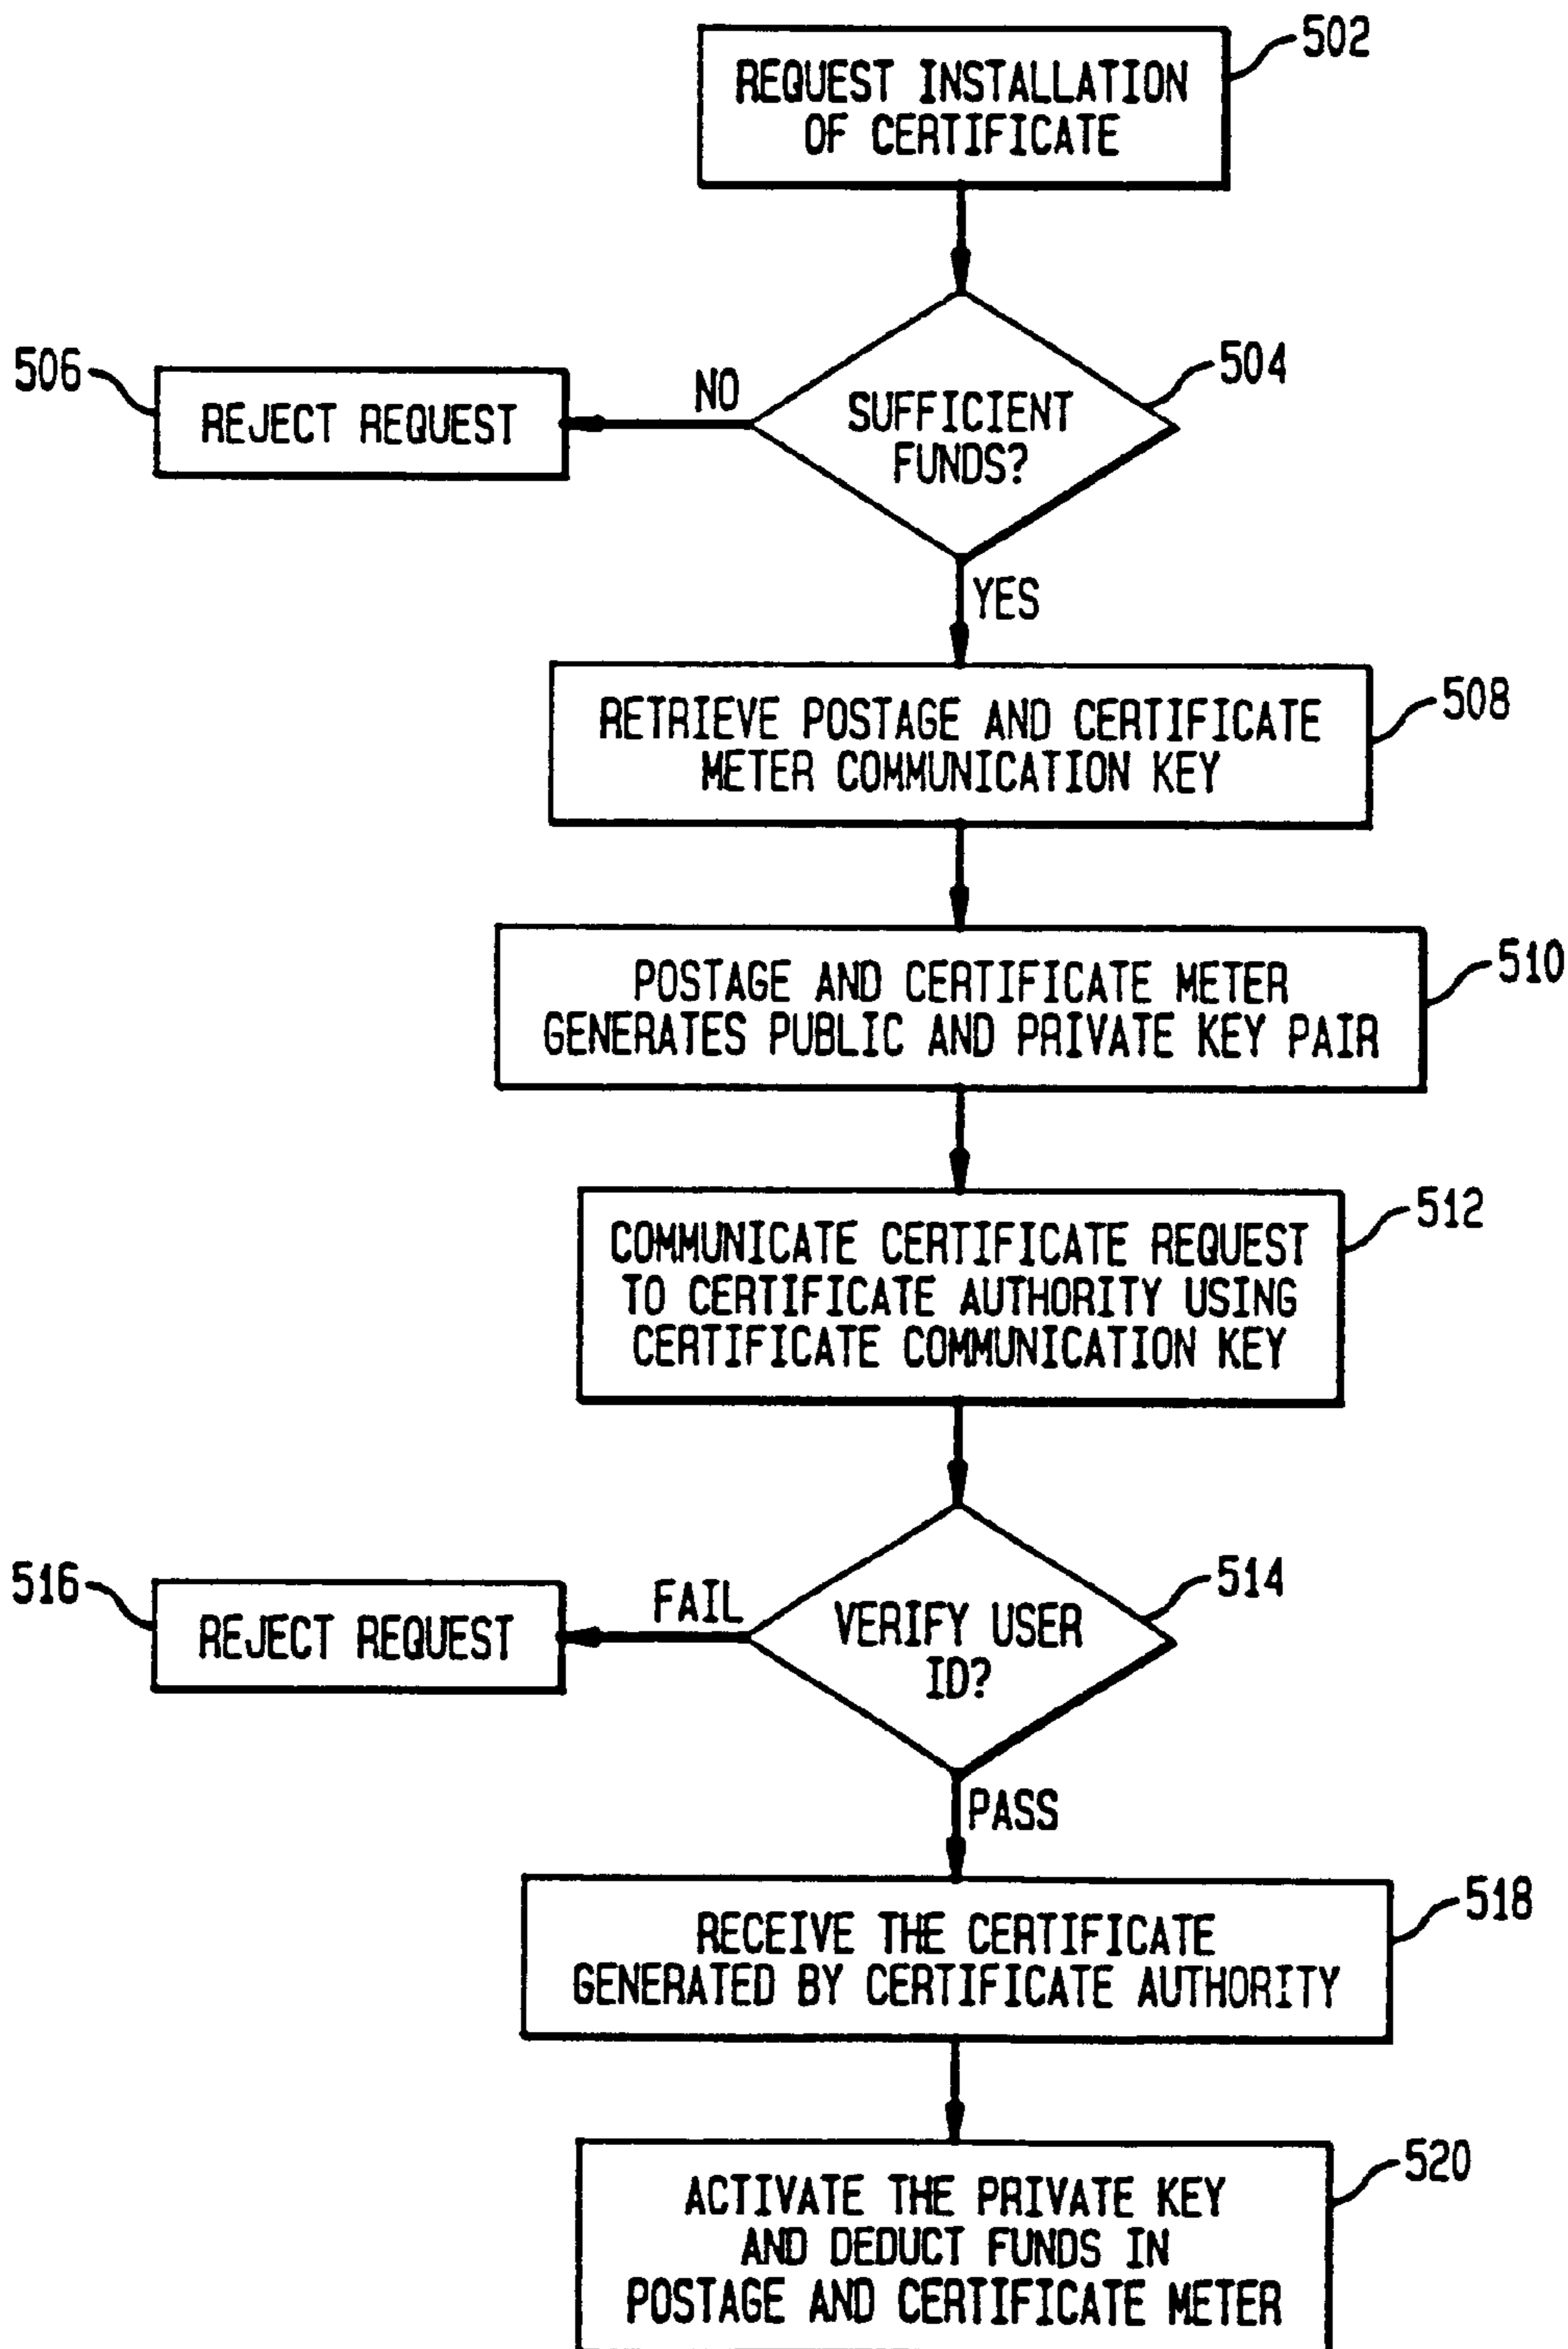 502
REQUEST INSTALLATION
OF CERTIFICATE
504
SUFFICIENT
FUNDS?
NO
506
REJECT REQUEST
YES
508
RETRIEVE POSTAGE AND CERTIFICATE
METER COMMUNICATION KEY
510
POSTAGE AND CERTIFICATE METER
GENERATES PUBLIC AND PRIVATE KEY PAIR
512
COMMUNICATE CERTIFICATE REQUEST
TO CERTIFICATE AUTHORITY USING
CERTIFICATE COMMUNICATION KEY
514
VERIFY USER
ID?
FAIL
516
REJECT REQUEST
PASS
518
RECEIVE THE CERTIFICATE
GENERATED BY CERTIFICATE AUTHORITY
520
ACTIVATE THE PRIVATE KEY
AND DEDUCT FUNDS IN
POSTAGE AND CERTIFICATE METER